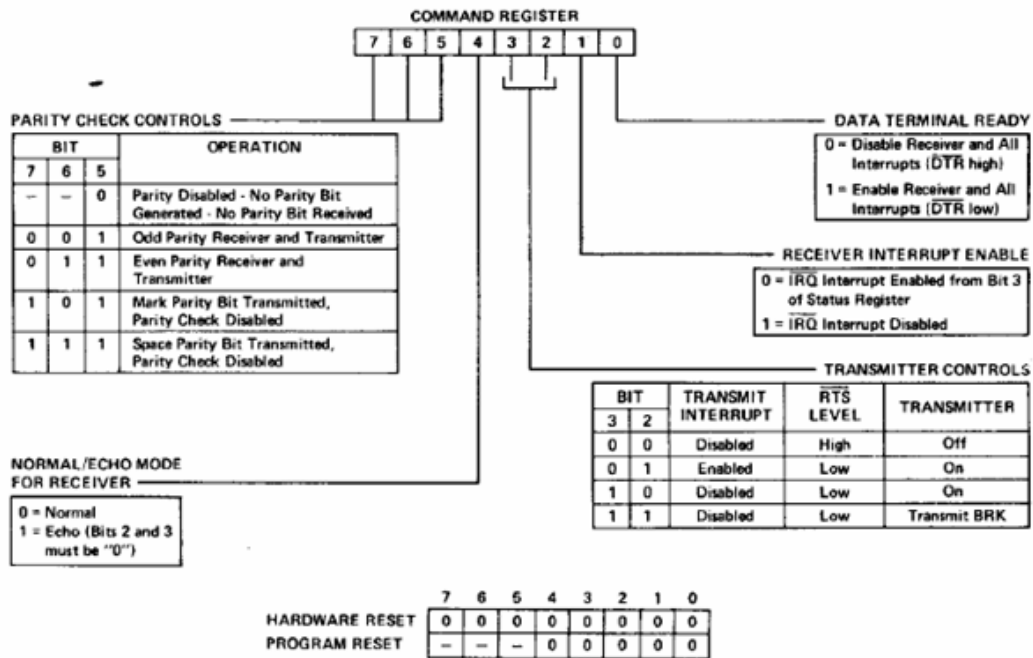 COMMAND REGISTER
7 6 5 4 3 2 1 0
PARITY CHECK CONTROLS
BIT OPERATION
7 6 5
– – 0 Parity Disabled - No Parity Bit
Generated - No Parity Bit Received
0 0 1 Odd Parity Receiver and Transmitter
0 1 1 Even Parity Receiver and
Transmitter
1 0 1 Mark Parity Bit Transmitted,
Parity Check Disabled
1 1 1 Space Parity Bit Transmitted,
Parity Check Disabled
NORMAL/ECHO MODE
FOR RECEIVER
0 = Normal
1 = Echo (Bits 2 and 3
must be "0")
DATA TERMINAL READY
0 = Disable Receiver and All
Interrupts (D̅T̅R̅ high)
1 = Enable Receiver and All
Interrupts (D̅T̅R̅ low)
RECEIVER INTERRUPT ENABLE
0 = I̅R̅Q̅ Interrupt Enabled from Bit 3
of Status Register
1 = I̅R̅Q̅ Interrupt Disabled
TRANSMITTER CONTROLS
BIT TRANSMIT R̅T̅S̅ TRANSMITTER
3 2 INTERRUPT LEVEL
0 0 Disabled High Off
0 1 Enabled Low On
1 0 Disabled Low On
1 1 Disabled Low Transmit BRK
7 6 5 4 3 2 1 0
HARDWARE RESET 0 0 0 0 0 0 0 0
PROGRAM RESET – – – 0 0 0 0 0